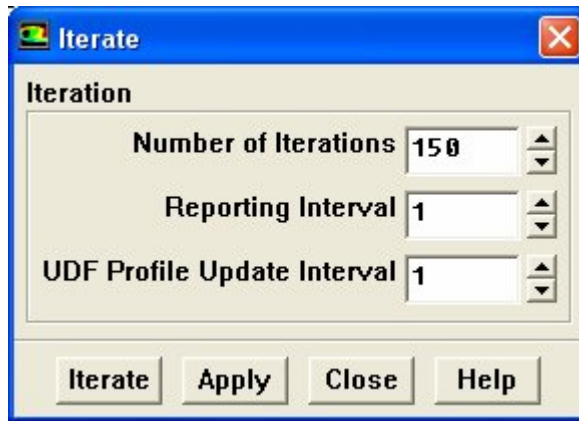 Iterate
Iteration
Number of Iterations 150
Reporting Interval 1
UDF Profile Update Interval 1
Iterate Apply Close Help